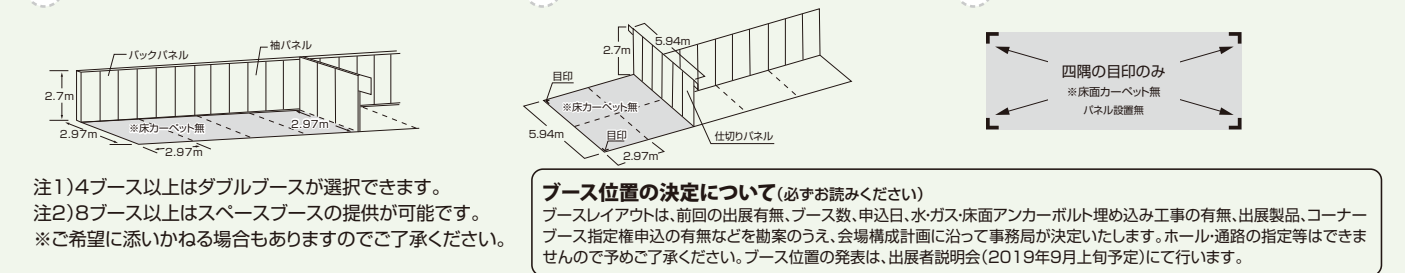 バックパネル
袖パネル
2.7m
※床カーペット無
2.97m
2.97m
2.97m
5.94m
2.7m
目印
※床カーペット無
5.94m
目印
2.97m
仕切りパネル
四隅の目印のみ
※床面カーペット無
パネル設置無
注1)4ブース以上はダブルブースが選択できます。
注2)8ブース以上はスペースブースの提供が可能です。
※ご希望に添いかねる場合もありますのでご了承ください。
ブース位置の決定について(必ずお読みください)
ブースレイアウトは、前回の出展有無、ブース数、申込日、水・ガス・床面アンカーボルト埋め込み工事の有無、出展製品、コーナー
ブース指定権申込の有無などを勘案のうえ、会場構成計画に沿って事務局が決定いたします。ホール・通路の指定等はできま
せんので予めご了承ください。ブース位置の発表は、出展者説明会(2019年9月上旬予定)にて行います。